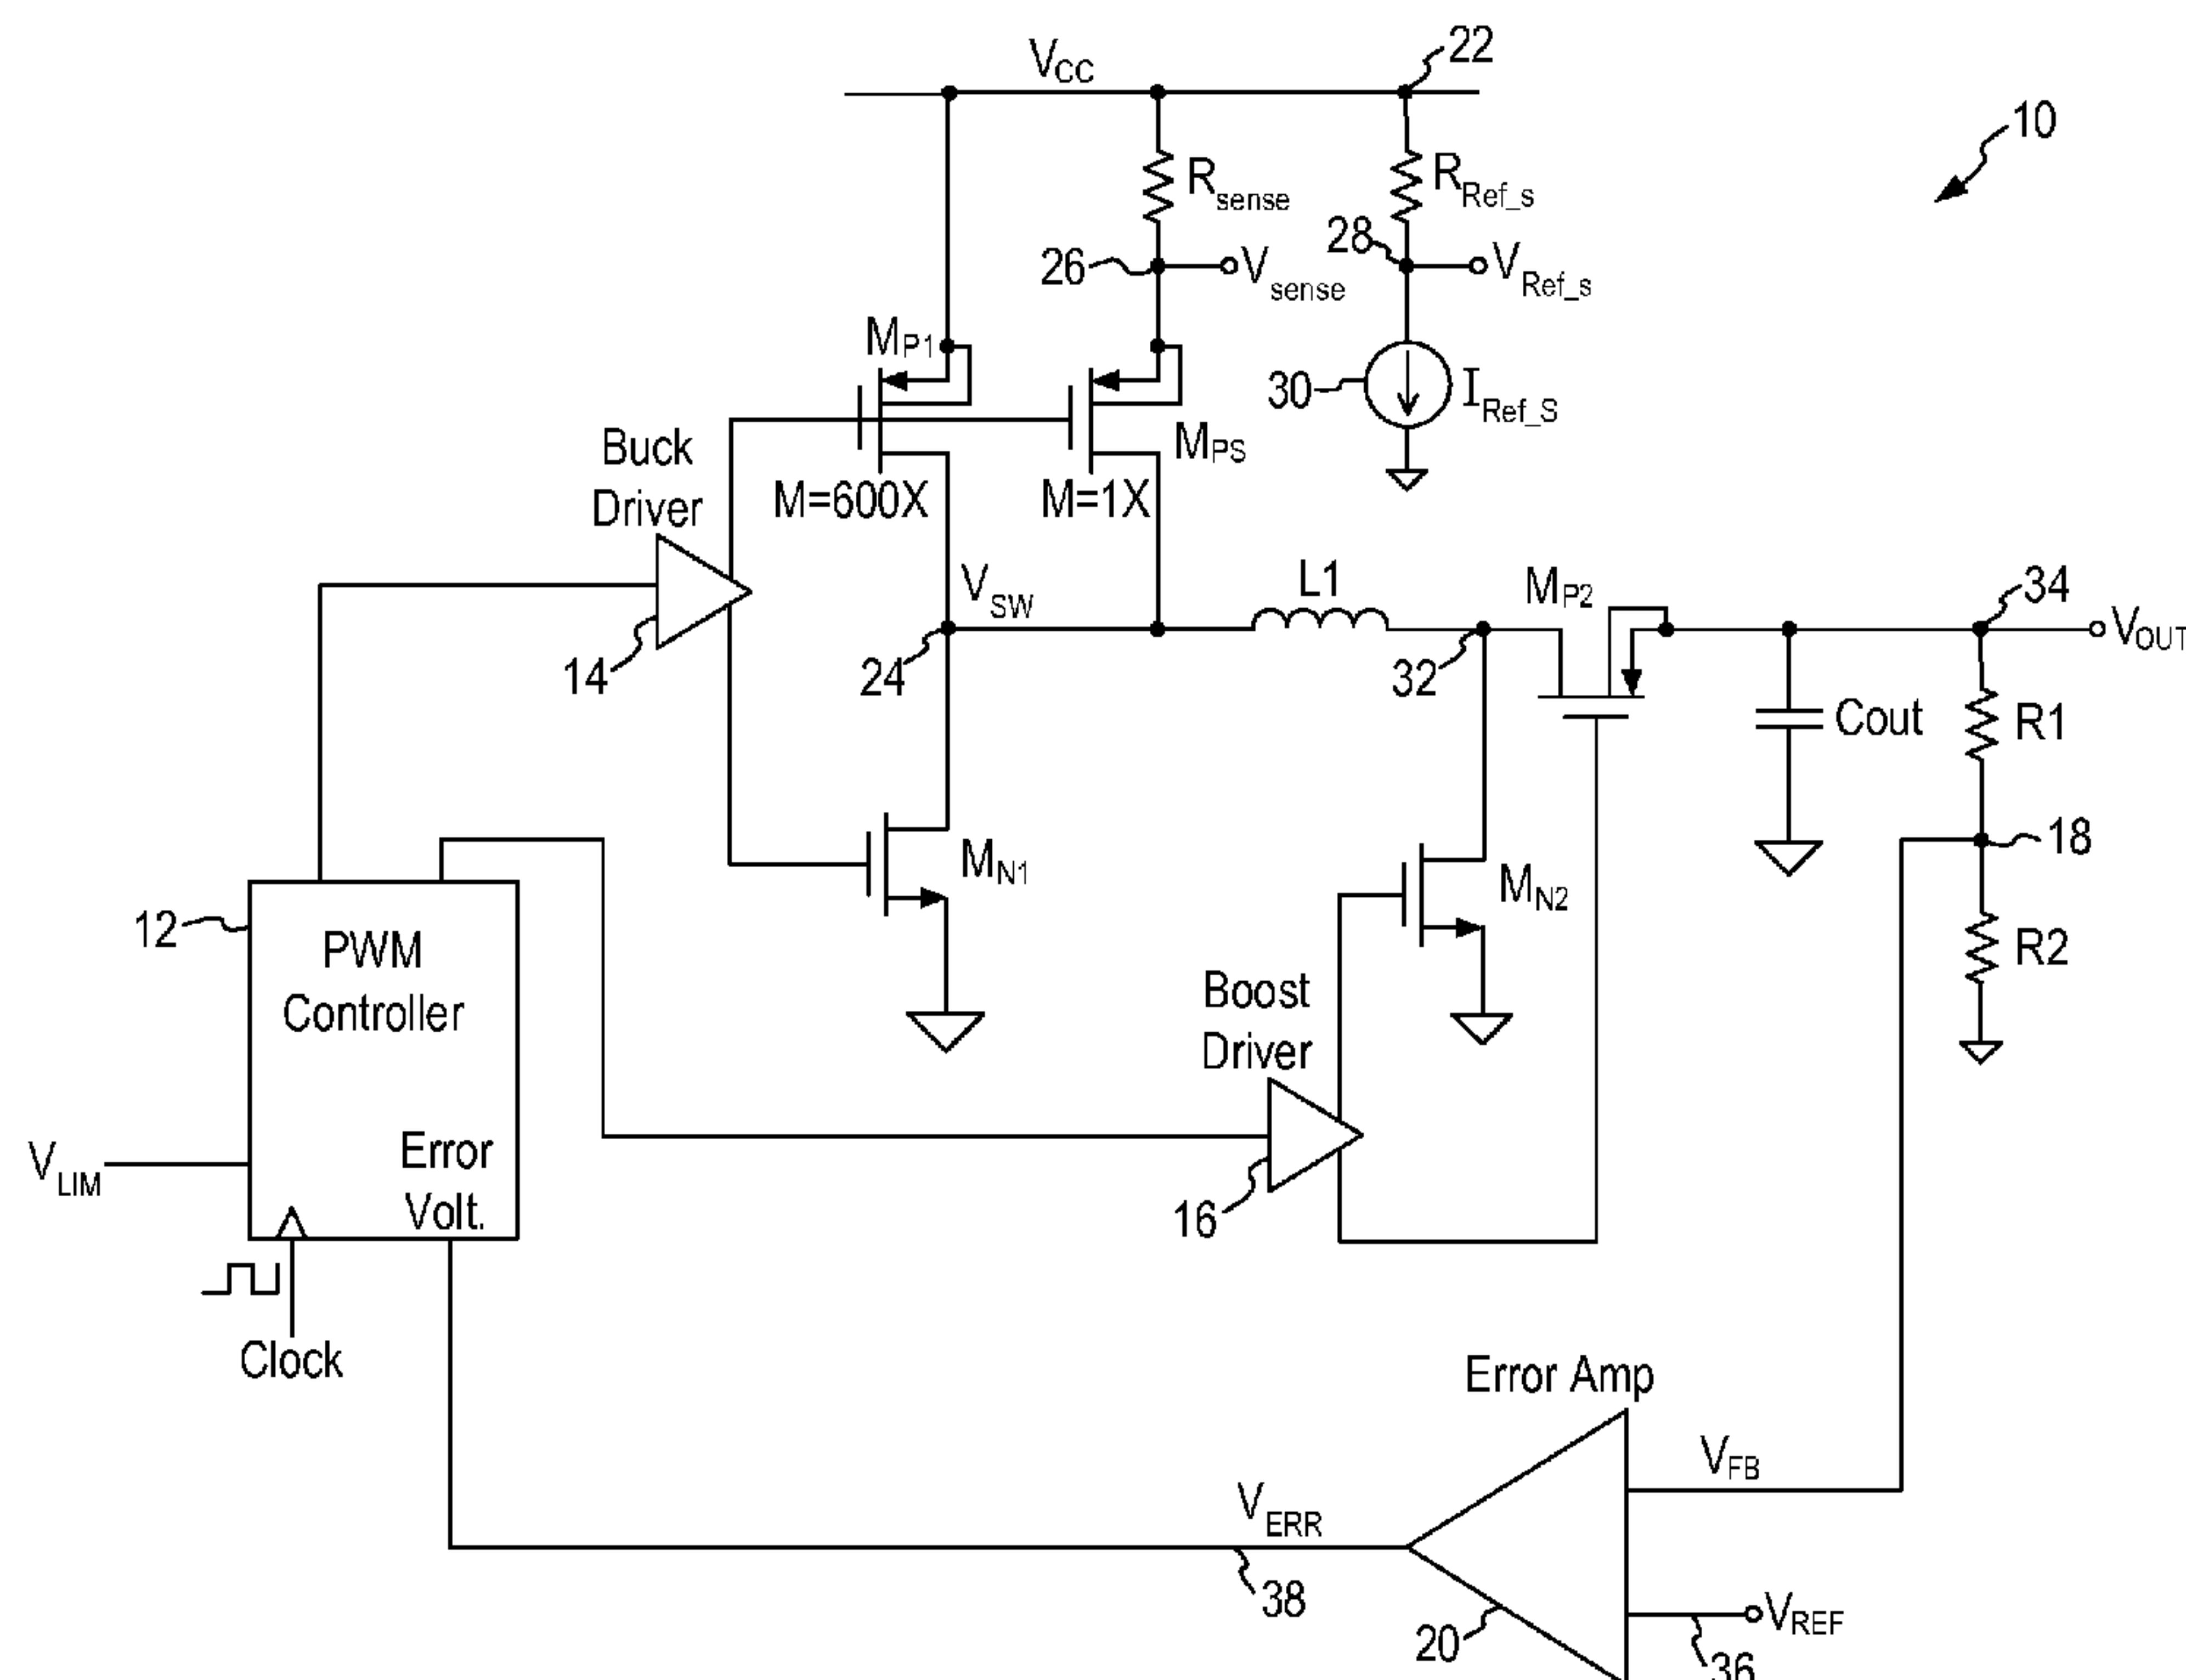 22
VCC
10
Rsense
RRef_s
28
26
Vsense
VRef_s
MP1
30
IRef_S
MPS
Buck
Driver
M=600X
M=1X
VSW
L1
MP2
34
VOUT
14
24
32
Cout
R1
18
MN1
MN2
12
PWM
Controller
R2
Boost
Driver
Error
Volt.
VLIM
16
Clock
Error Amp
VFB
VERR
38
20
VREF
36